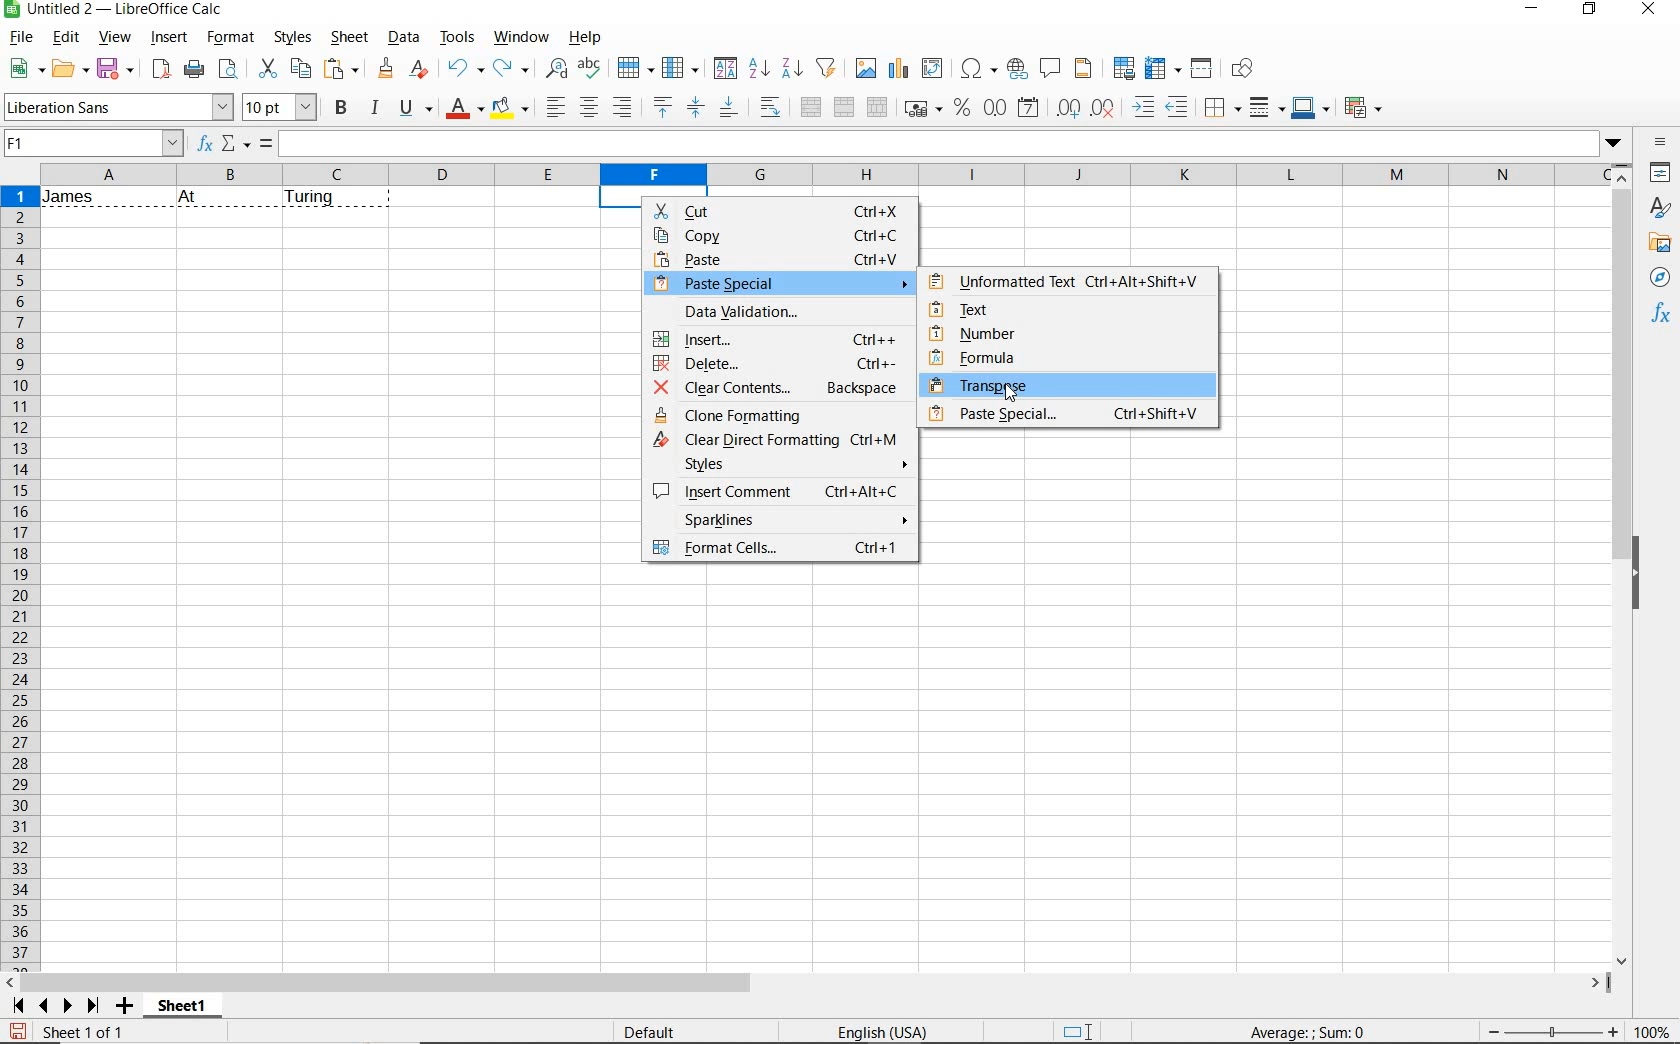 Untitled 2 — LibreOffice Calc
File Edit View Insert Format Styles Sheet Data Tools Window Help
Liberation Sans 10 pt
F1
A B C D E F G H I J K L M N
1 James At Turing
2
3
4
5
6
7
8
9
10
11
12
13
14
15
16
17
18
19
20
21
22
23
24
25
26
27
28
29
30
31
32
33
34
35
36
37
Cut Ctrl+X
Copy Ctrl+C
Paste Ctrl+V
Paste Special
Data Validation...
Insert... Ctrl++
Delete... Ctrl+-
Clear Contents... Backspace
Clone Formatting
Clear Direct Formatting Ctrl+M
Styles
Insert Comment Ctrl+Alt+C
Sparklines
Format Cells... Ctrl+1
Unformatted Text Ctrl+Alt+Shift+V
Text
Number
Formula
Transpose
Paste Special... Ctrl+Shift+V
Sheet1
Sheet 1 of 1 Default English (USA) Average: ; Sum: 0 100%